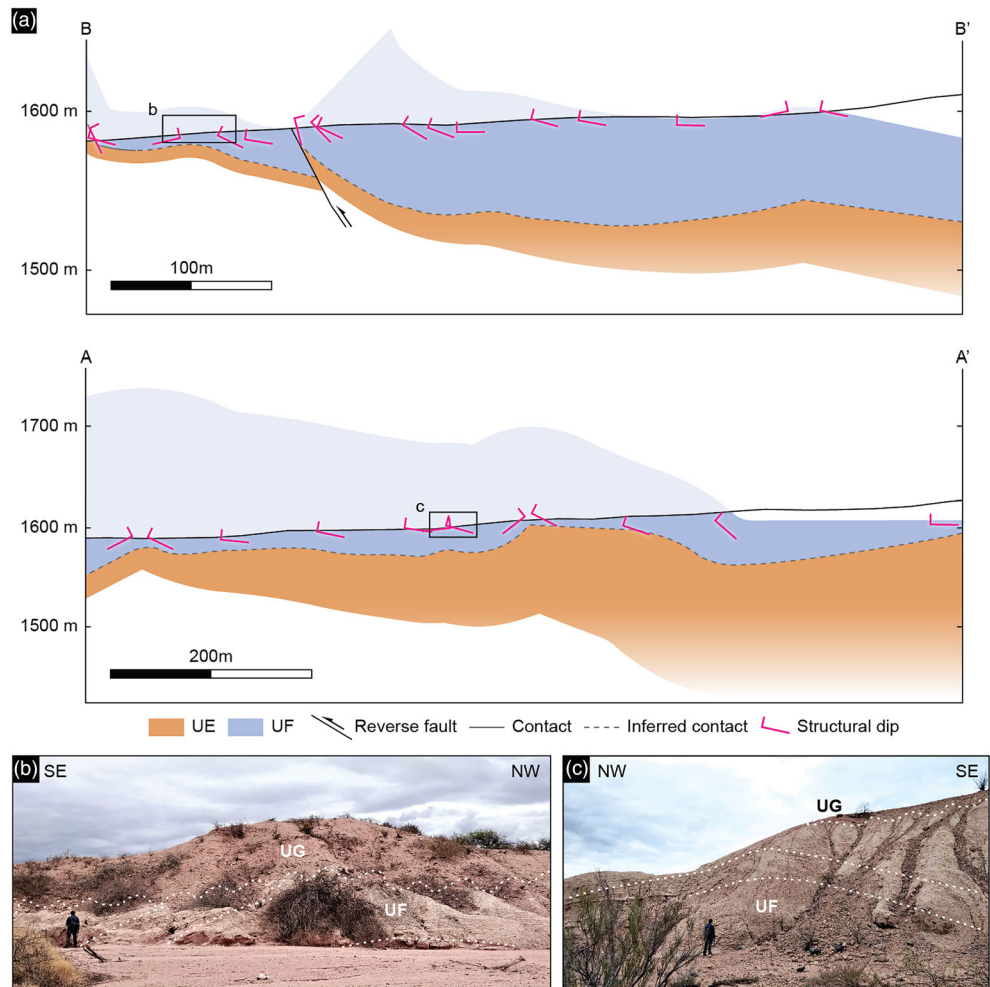 (a)
B B'
b
1600 m
1500 m
100m
A A'
1700 m
c
1600 m
1500 m
200m
UE UF Reverse fault Contact Inferred contact Structural dip
(b) SE NW
UG
UF
(c) NW SE
UG
UF